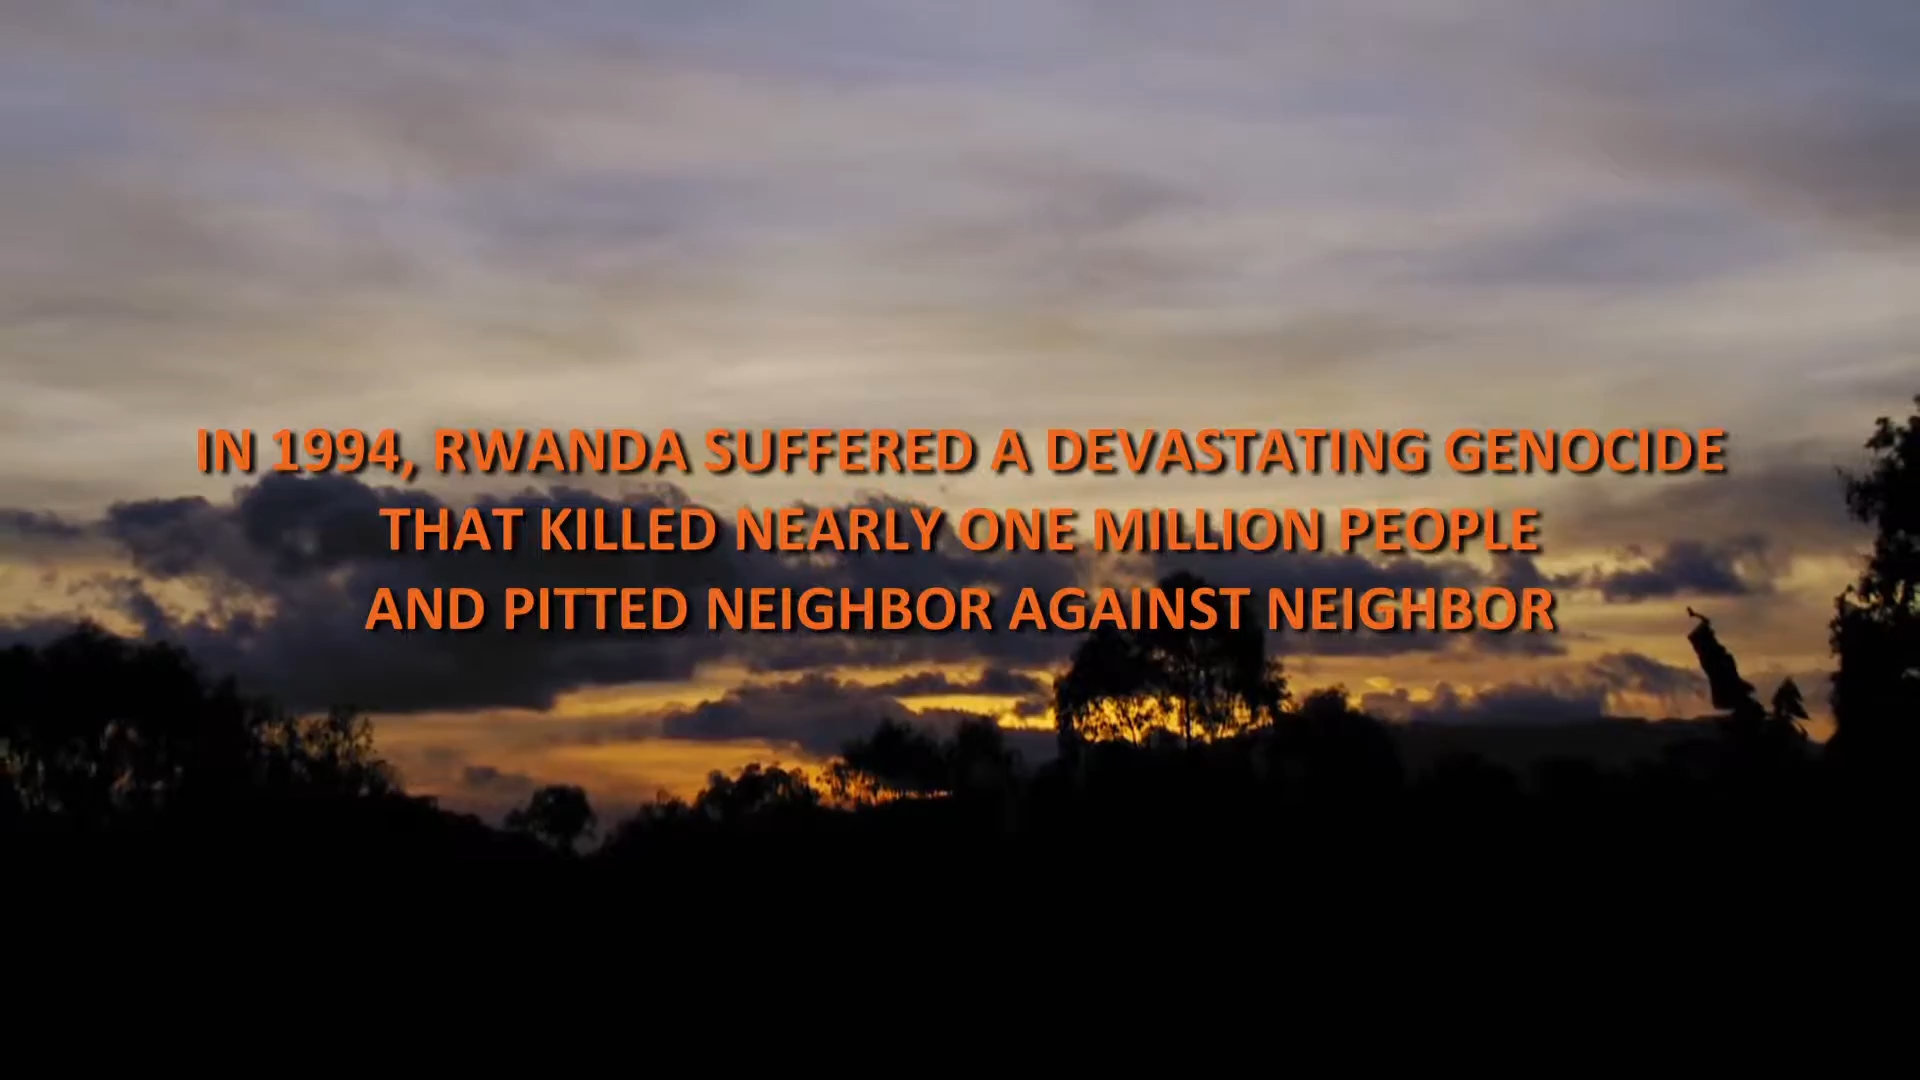 IN 1994, RWANDA SUFFERED A DEVASTATING GENOCIDE
THAT KILLED NEARLY ONE MILLION PEOPLE
AND PITTED NEIGHBOR AGAINST NEIGHBOR